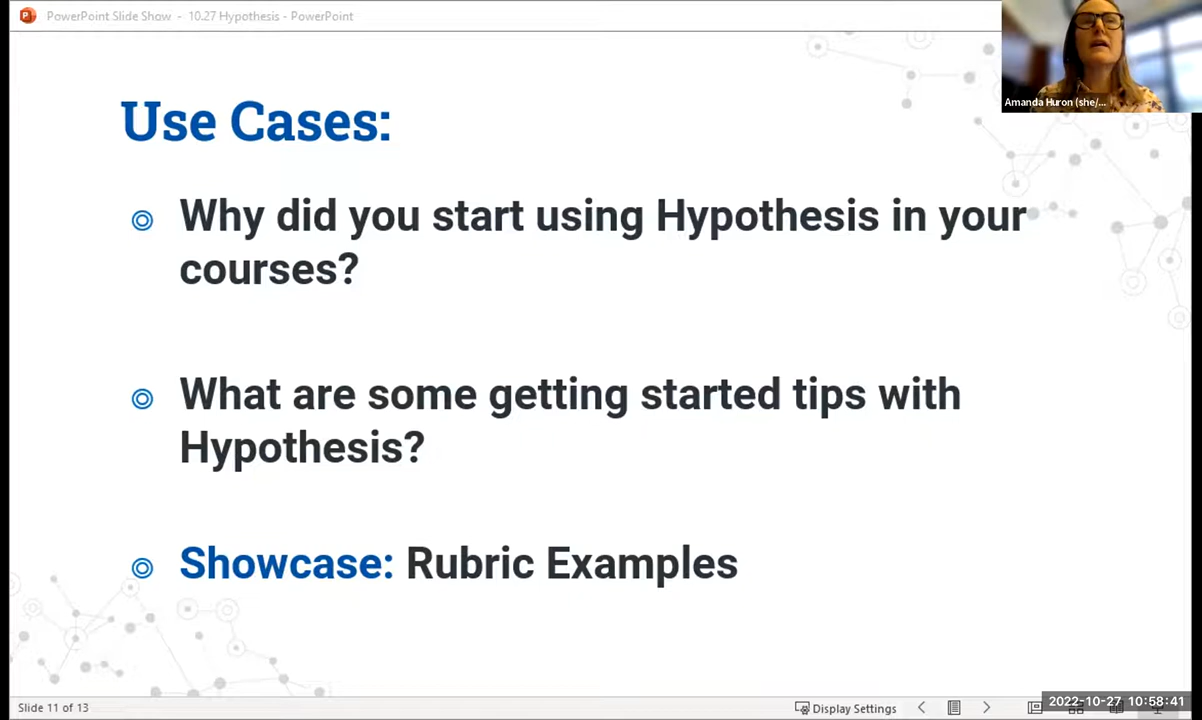 PowerPoint Slide Show - 10.27 Hypothesis - PowerPoint
Amanda Huron (she/...
Use Cases:
Why did you start using Hypothesis in your
courses?
What are some getting started tips with
Hypothesis?
Showcase: Rubric Examples
Slide 11 of 13
Display Settings
2022-10-27 10:58:41